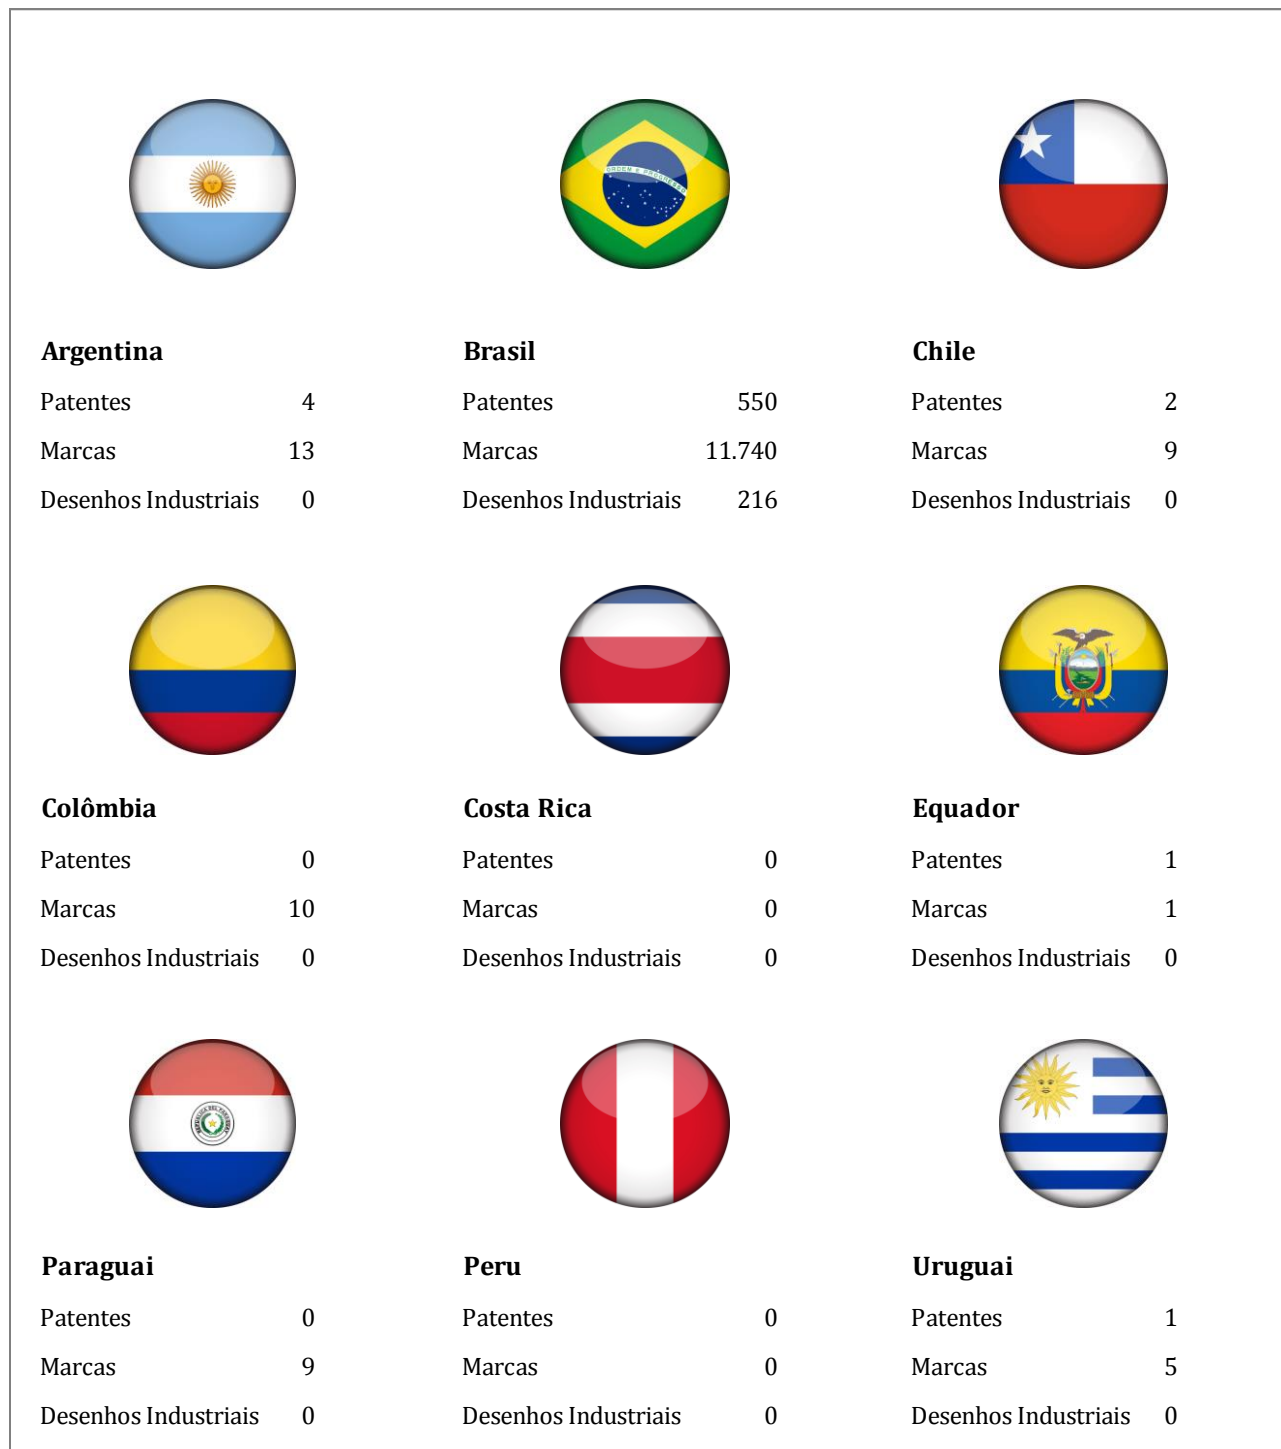 ORDEM E PROGRESSO
Argentina Brasil Chile
Patentes 4 Patentes 550 Patentes 2
Marcas 13 Marcas 11.740 Marcas 9
Desenhos Industriais 0 Desenhos Industriais 216 Desenhos Industriais 0
Colômbia Costa Rica Equador
Patentes 0 Patentes 0 Patentes 1
Marcas 10 Marcas 0 Marcas 1
Desenhos Industriais 0 Desenhos Industriais 0 Desenhos Industriais 0
Paraguai Peru Uruguai
Patentes 0 Patentes 0 Patentes 1
Marcas 9 Marcas 0 Marcas 5
Desenhos Industriais 0 Desenhos Industriais 0 Desenhos Industriais 0